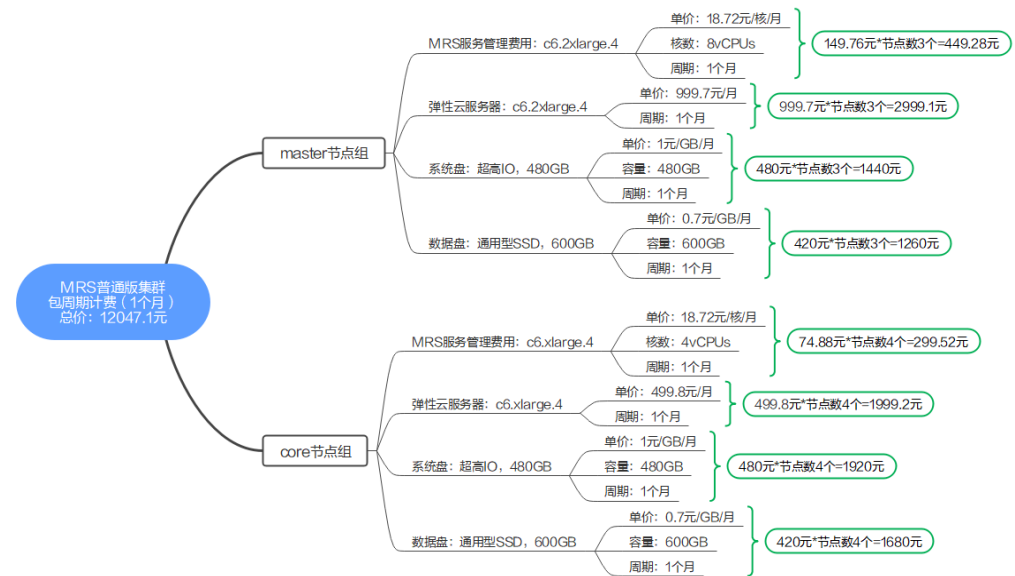 MRS普通版集群
包周期计费（1个月）
总价：12047.1元
master节点组
MRS服务管理费用：c6.2xlarge.4
单价：18.72元/核/月
核数：8vCPUs
周期：1个月
149.76元*节点数3个=449.28元
弹性云服务器：c6.2xlarge.4
单价：999.7元/月
周期：1个月
999.7元*节点数3个=2999.1元
系统盘：超高IO，480GB
单价：1元/GB/月
容量：480GB
周期：1个月
480元*节点数3个=1440元
数据盘：通用型SSD，600GB
单价：0.7元/GB/月
容量：600GB
周期：1个月
420元*节点数3个=1260元
core节点组
MRS服务管理费用：c6.xlarge.4
单价：18.72元/核/月
核数：4vCPUs
周期：1个月
74.88元*节点数4个=299.52元
弹性云服务器：c6.xlarge.4
单价：499.8元/月
周期：1个月
499.8元*节点数4个=1999.2元
系统盘：超高IO，480GB
单价：1元/GB/月
容量：480GB
周期：1个月
480元*节点数4个=1920元
数据盘：通用型SSD，600GB
单价：0.7元/GB/月
容量：600GB
周期：1个月
420元*节点数4个=1680元